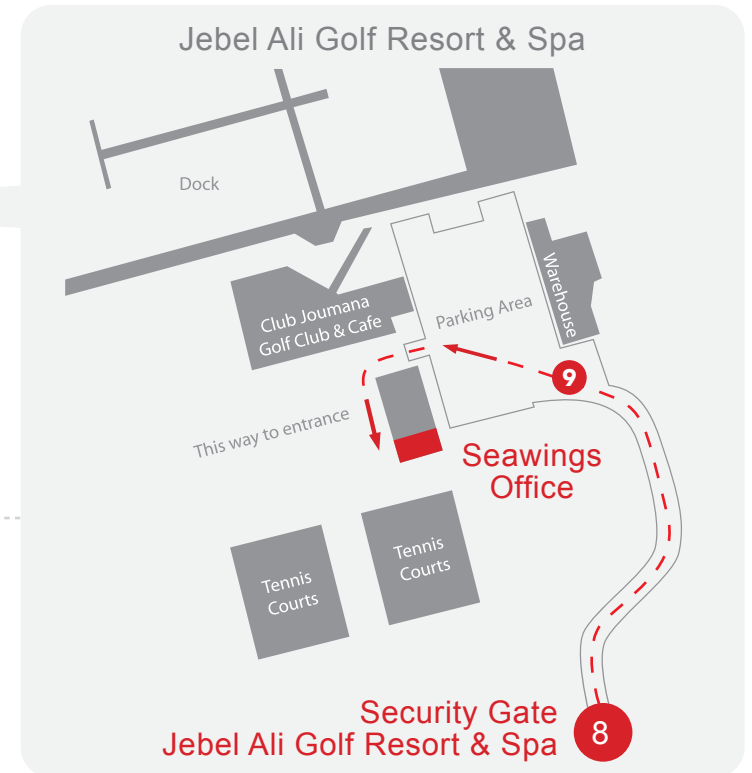 Jebel Ali Golf Resort & Spa
Dock
Warehouse
Club Joumana
Golf Club & Cafe
Parking Area
9
This way to entrance
Seawings
Office
Tennis
Courts
Tennis
Courts
Security Gate
Jebel Ali Golf Resort & Spa
8